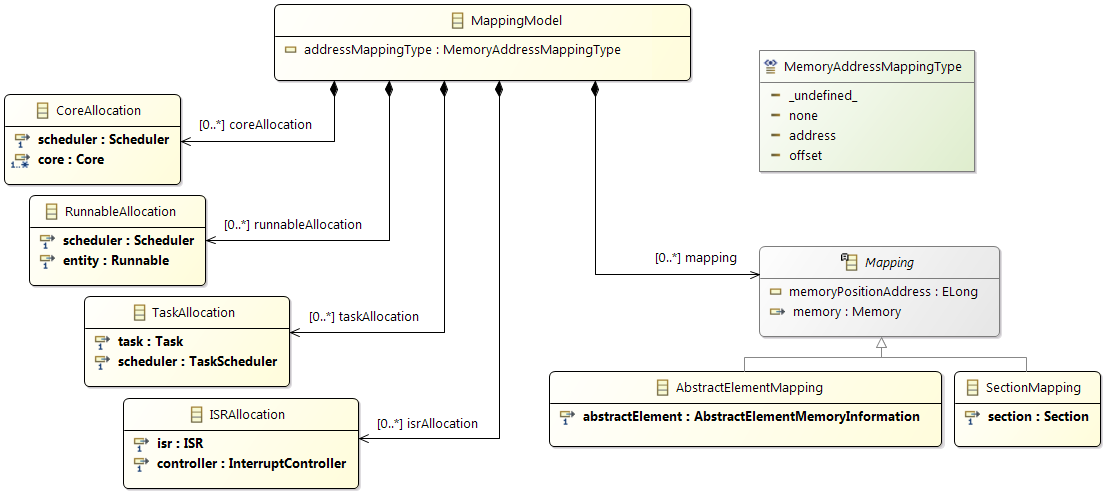 MappingModel
addressMappingType : MemoryAddressMappingType
MemoryAddressMappingType
_undefined_
none
address
offset
CoreAllocation
1 scheduler : Scheduler
1..* core : Core
[0..*] coreAllocation
RunnableAllocation
1 scheduler : Scheduler
1 entity : Runnable
[0..*] runnableAllocation
[0..*] mapping
Mapping
memoryPositionAddress : ELong
memory : Memory
TaskAllocation
1 task : Task
1 scheduler : TaskScheduler
[0..*] taskAllocation
AbstractElementMapping
1 abstractElement : AbstractElementMemoryInformation
SectionMapping
1 section : Section
ISRAllocation
1 isr : ISR
1 controller : InterruptController
[0..*] isrAllocation